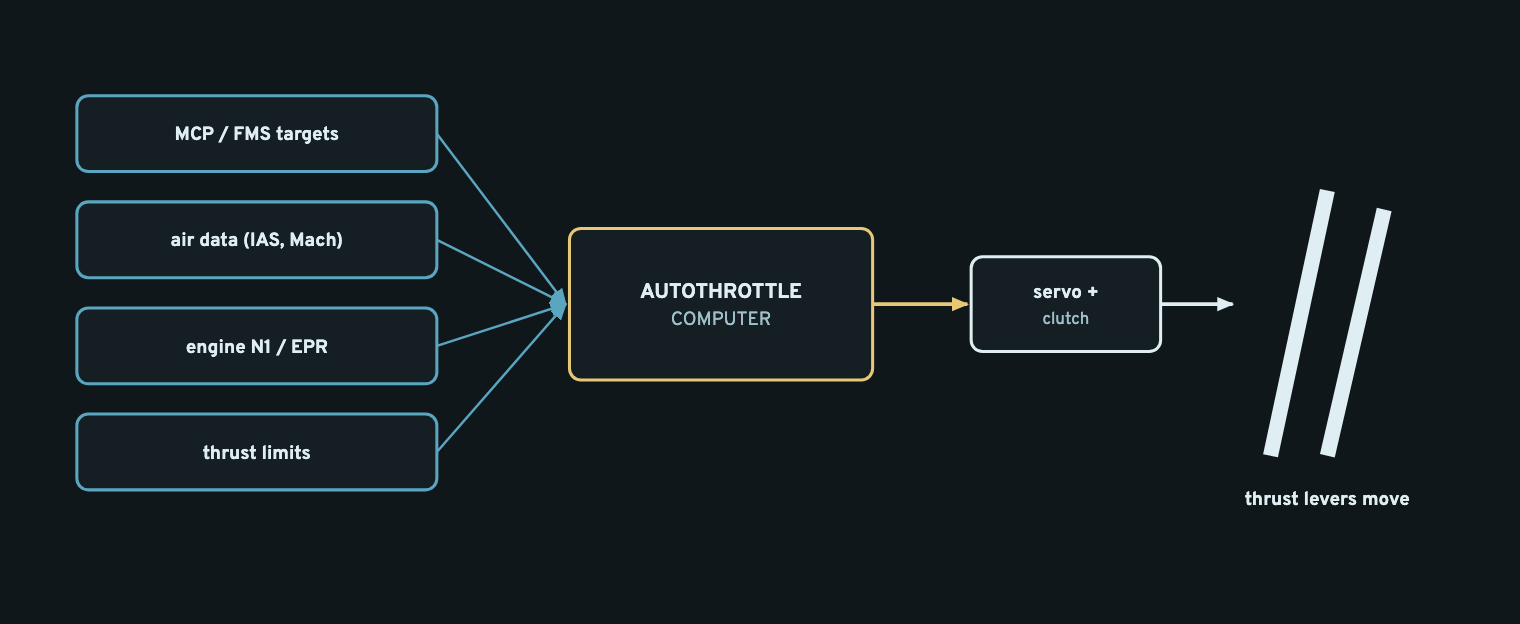 MCP / FMS targets
air data (IAS, Mach)
engine N1 / EPR
thrust limits
AUTOTHROTTLE
COMPUTER
servo +
clutch
thrust levers move